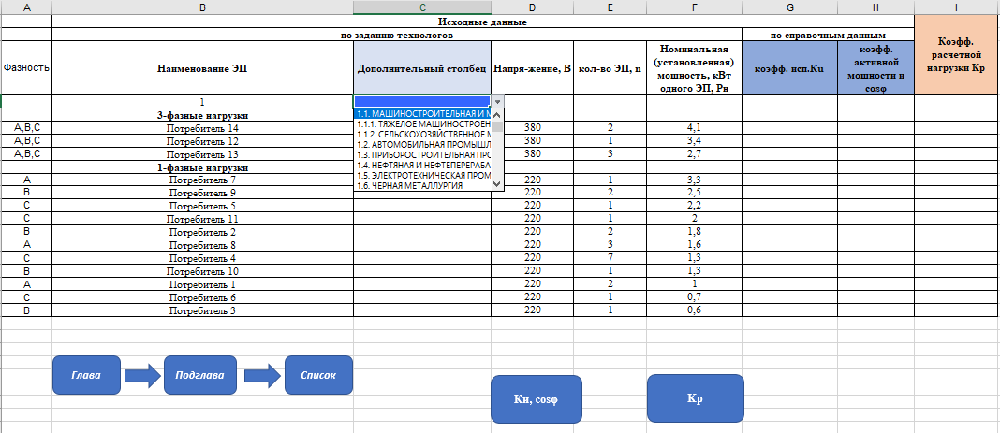 A B C D E F G H I
Исходные данные
по заданию технологов
по справочным данным
Фазность
Наименование ЭП
Дополнительный столбец
Напря-жение, В
кол-во ЭП, n
Номинальная
(установленная)
мощность, кВт
одного ЭП, Рн
коэфф. исп.Ku
коэфф.
активной
мощности и
cosφ
Коэфф.
расчетной
нагрузки Кр
1
3-фазные нагрузки
1.1. МАШИНОСТРОИТЕЛЬНАЯ И М
1.1.1. ТЯЖЕЛОЕ МАШИНОСТРОЕН
1.1.2. СЕЛЬСКОХОЗЯЙСТВЕННОЕ М
1.2. АВТОМОБИЛЬНАЯ ПРОМЫШЛ
1.3. ПРИБОРОСТРОИТЕЛЬНАЯ ПРО
1.4. НЕФТЯНАЯ И НЕФТЕПЕРЕРАБА
1.5. ЭЛЕКТРОТЕХНИЧЕСКАЯ ПРОМ
1.6. ЧЕРНАЯ МЕТАЛЛУРГИЯ
A,B,C Потребитель 14 380 2 4,1
A,B,C Потребитель 12 380 1 3,4
A,B,C Потребитель 13 380 3 2,7
1-фазные нагрузки
A Потребитель 7 220 1 3,3
B Потребитель 9 220 2 2,5
C Потребитель 5 220 1 2,2
C Потребитель 11 220 1 2
B Потребитель 2 220 2 1,8
A Потребитель 8 220 3 1,6
C Потребитель 4 220 7 1,3
B Потребитель 10 220 1 1,3
A Потребитель 1 220 2 1
C Потребитель 6 220 1 0,7
B Потребитель 3 220 1 0,6
Глава
Подглава
Список
Ки, cosφ
Кр